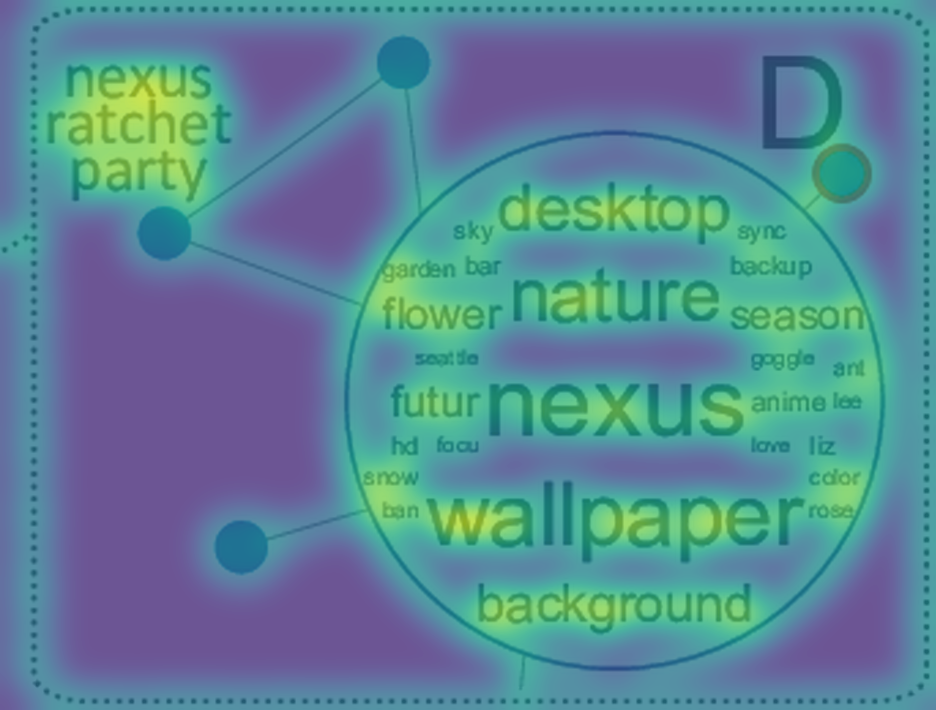 nexus
ratchet
party
D
desktop
sky sync
garden bar backup
flower nature season
seattle goggle
ant
futur nexus anime lee
hd focu love liz
snow color
ban wallpaper rose
background